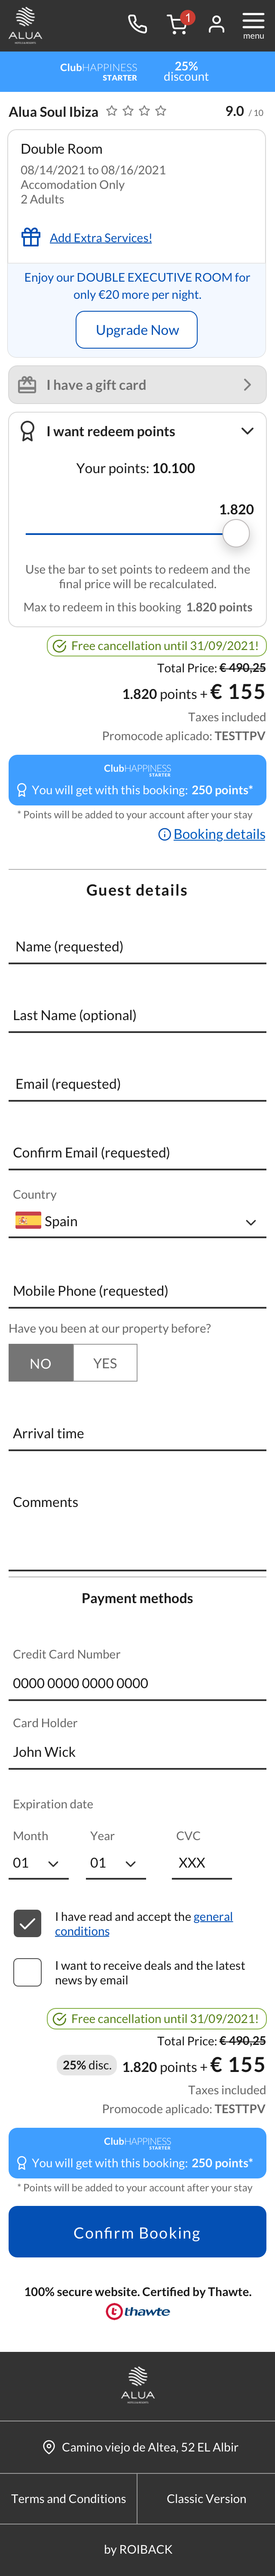 1
ALUA
menu
ClubHAPPINESS
STARTER
25%
discount
Alua Soul Ibiza
9.0 / 10
Double Room
08/14/2021 to 08/16/2021
Accomodation Only
2 Adults
Add Extra Services!
Enjoy our DOUBLE EXECUTIVE ROOM for
only €20 more per night.
Upgrade Now
I have a gift card
I want redeem points
Your points: 10.100
1.820
Use the bar to set points to redeem and the
final price will be recalculated.
Max to redeem in this booking 1.820 points
Free cancellation until 31/09/2021!
Total Price: € 490,25
1.820 points + € 155
Taxes included
Promocode aplicado: TESTTPV
ClubHAPPINESS
STARTER
You will get with this booking: 250 points*
* Points will be added to your account after your stay
Booking details
Guest details
Name (requested)
Last Name (optional)
Email (requested)
Confirm Email (requested)
Country
Spain
Mobile Phone (requested)
Have you been at our property before?
NO YES
Arrival time
Comments
Payment methods
Credit Card Number
0000 0000 0000 0000
Card Holder
John Wick
Expiration date
Month Year CVC
01 01 XXX
I have read and accept the general
conditions
I want to receive deals and the latest
news by email
Free cancellation until 31/09/2021!
Total Price: € 490,25
25% disc. 1.820 points + € 155
Taxes included
Promocode aplicado: TESTTPV
ClubHAPPINESS
STARTER
You will get with this booking: 250 points*
* Points will be added to your account after your stay
Confirm Booking
100% secure website. Certified by Thawte.
thawte
ALUA
Camino viejo de Altea, 52 EL Albir
Terms and Conditions Classic Version
by ROIBACK